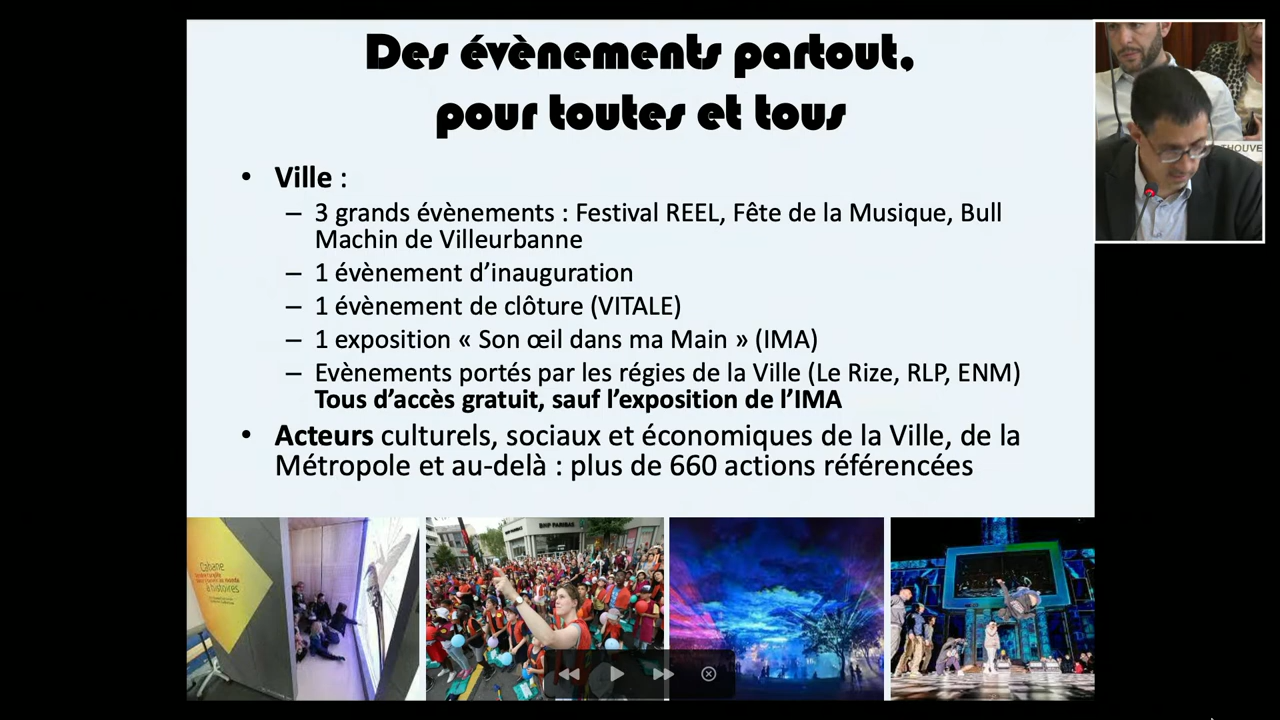 Des évènements partout,
pour toutes et tous
• Ville :
– 3 grands évènements : Festival REEL, Fête de la Musique, Bull
Machin de Villeurbanne
– 1 évènement d’inauguration
– 1 évènement de clôture (VITALE)
– 1 exposition « Son œil dans ma Main » (IMA)
– Evènements portés par les régies de la Ville (Le Rize, RLP, ENM)
Tous d’accès gratuit, sauf l’exposition de l’IMA
• Acteurs culturels, sociaux et économiques de la Ville, de la
Métropole et au-delà : plus de 660 actions référencées
THOUVE
Cabane
à histoires
BNP PARIBAS